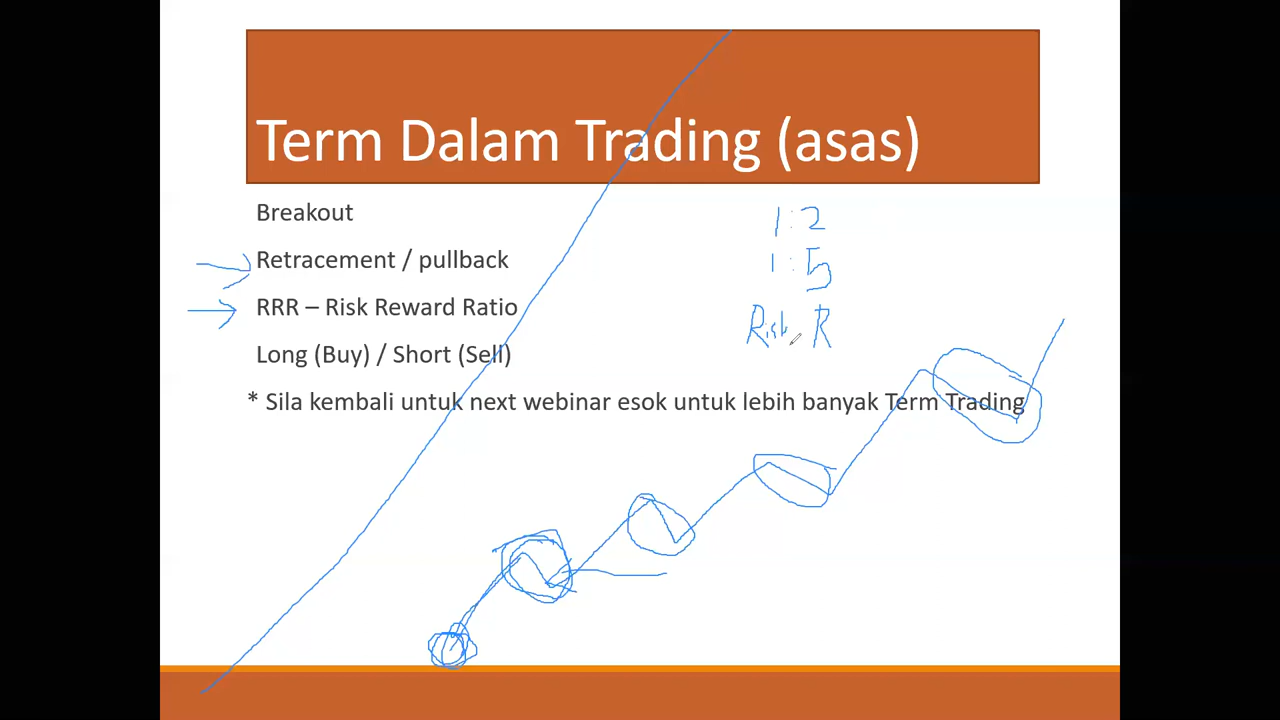 Term Dalam Trading (asas)
Breakout
Retracement / pullback
RRR – Risk Reward Ratio
Long (Buy) / Short (Sell)
* Sila kembali untuk next webinar esok untuk lebih banyak Term Trading
1:2
1:5
Risk R